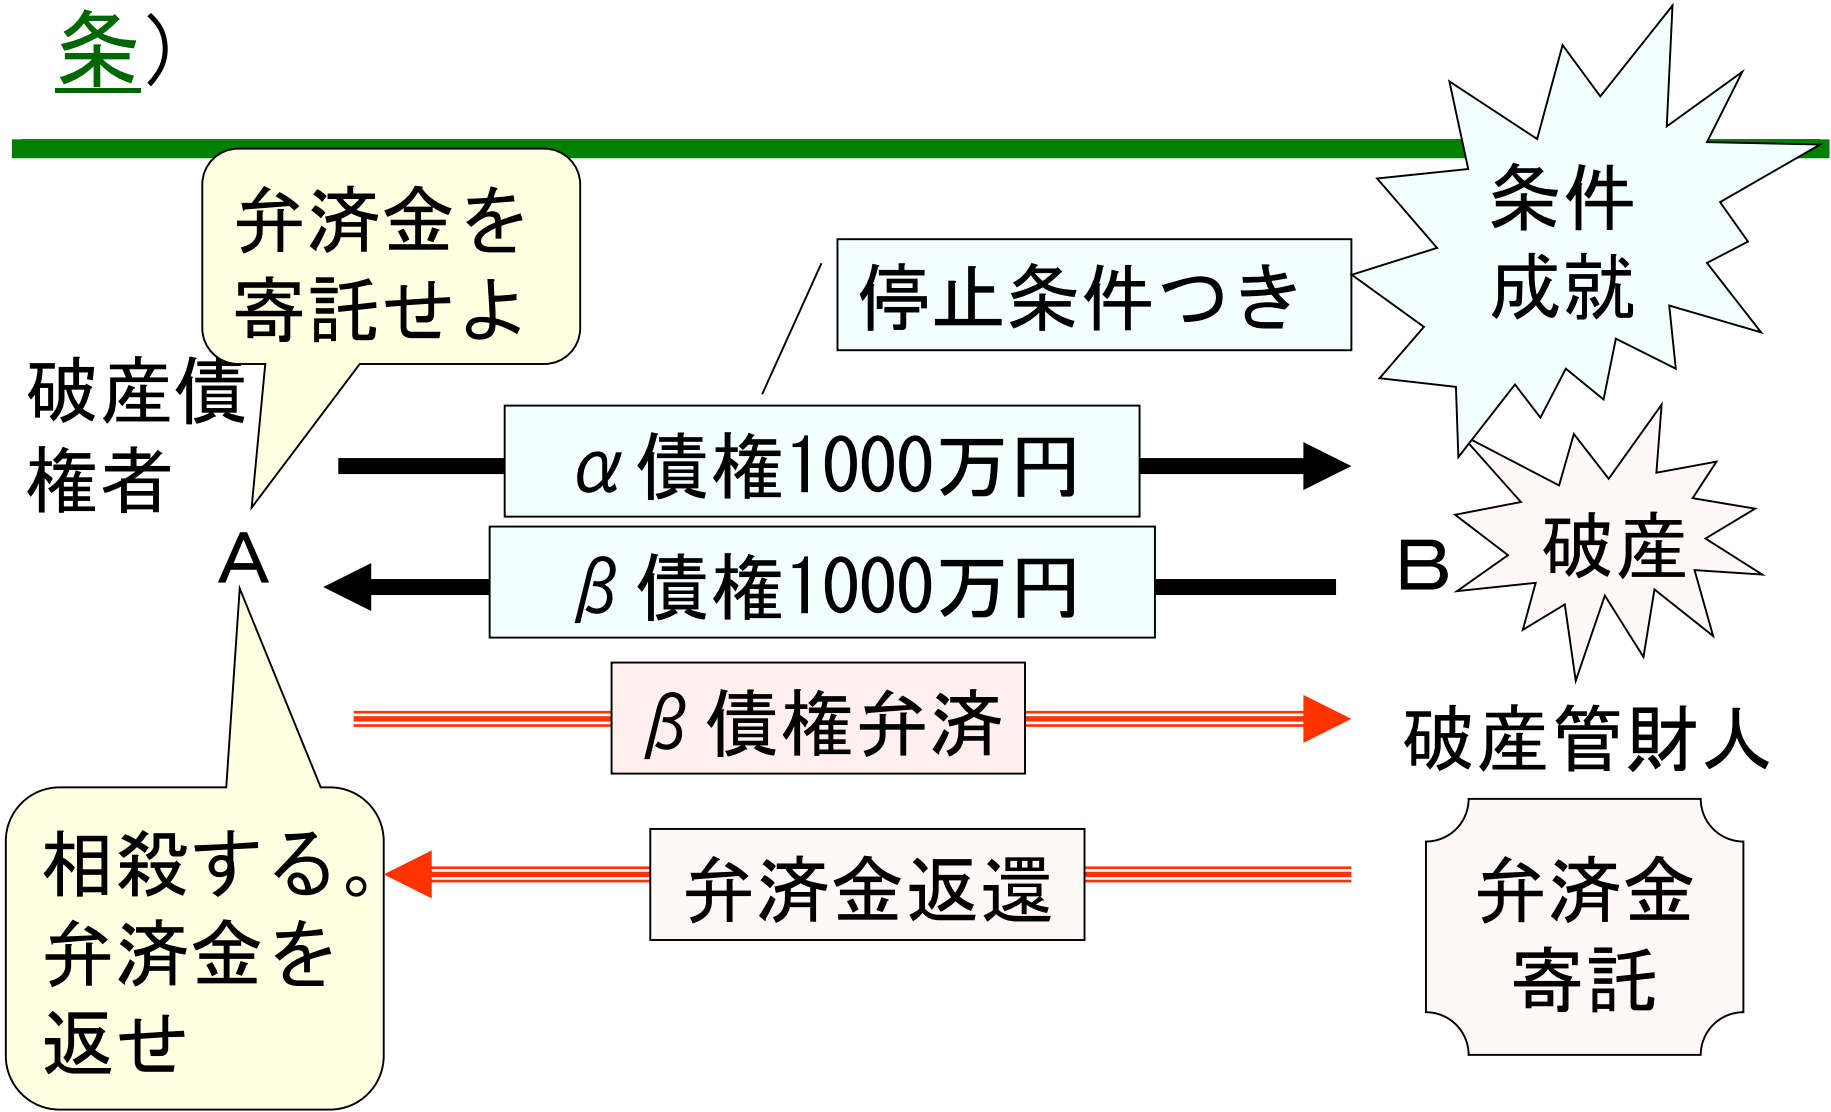 条）
弁済金を
寄託せよ
条件
成就
停止条件つき
破産債
権者
α債権1000万円
A
β債権1000万円
B
破産
β債権弁済
破産管財人
相殺する。
弁済金を
返せ
弁済金返還
弁済金
寄託